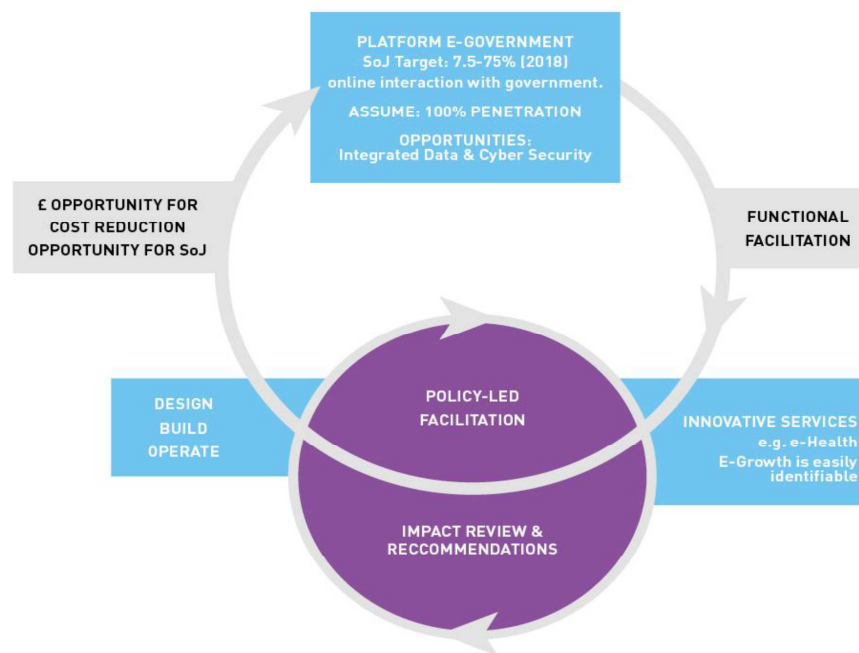 PLATFORM E-GOVERNMENT
SoJ Target: 7.5-75% (2018)
online interaction with government.
ASSUME: 100% PENETRATION
OPPORTUNITIES:
Integrated Data & Cyber Security
£ OPPORTUNITY FOR
COST REDUCTION
OPPORTUNITY FOR SoJ
FUNCTIONAL
FACILITATION
DESIGN
BUILD
OPERATE
POLICY-LED
FACILITATION
INNOVATIVE SERVICES
e.g. e-Health
E-Growth is easily
identifiable
IMPACT REVIEW &
RECCOMMENDATIONS